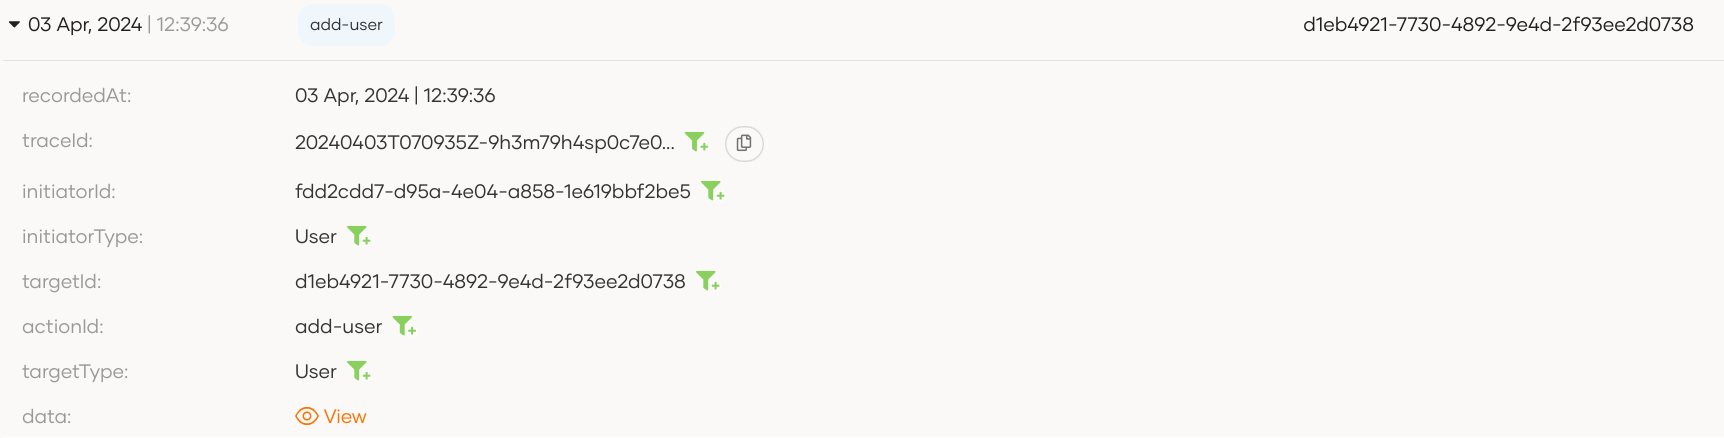 03 Apr, 2024 | 12:39:36 add-user d1eb4921-7730-4892-9e4d-2f93ee2d0738
recordedAt: 03 Apr, 2024 | 12:39:36
traceId: 20240403T070935Z-9h3m79h4sp0c7e0...
initiatorId: fdd2cdd7-d95a-4e04-a858-1e619bbf2be5
initiatorType: User
targetId: d1eb4921-7730-4892-9e4d-2f93ee2d0738
actionId: add-user
targetType: User
data: View